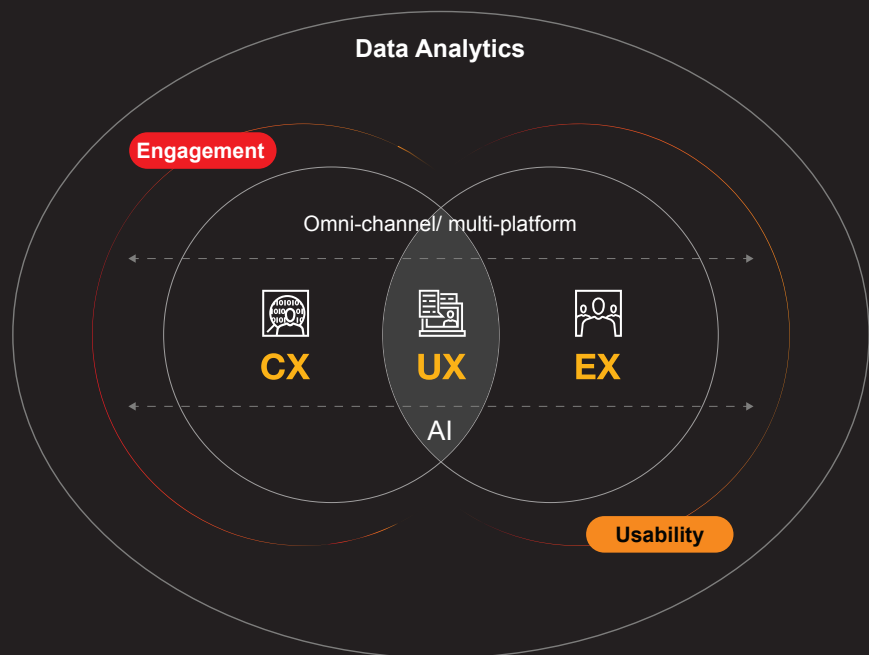 Data Analytics
Engagement
Omni-channel/ multi-platform
CX
UX
EX
AI
Usability